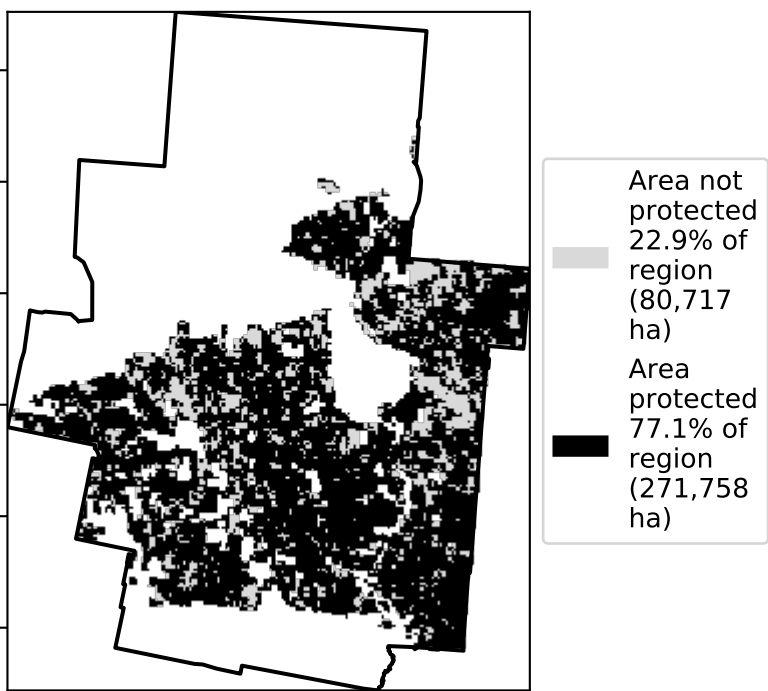 Area not
protected
22.9% of
region
(80,717
ha)
Area
protected
77.1% of
region
(271,758
ha)